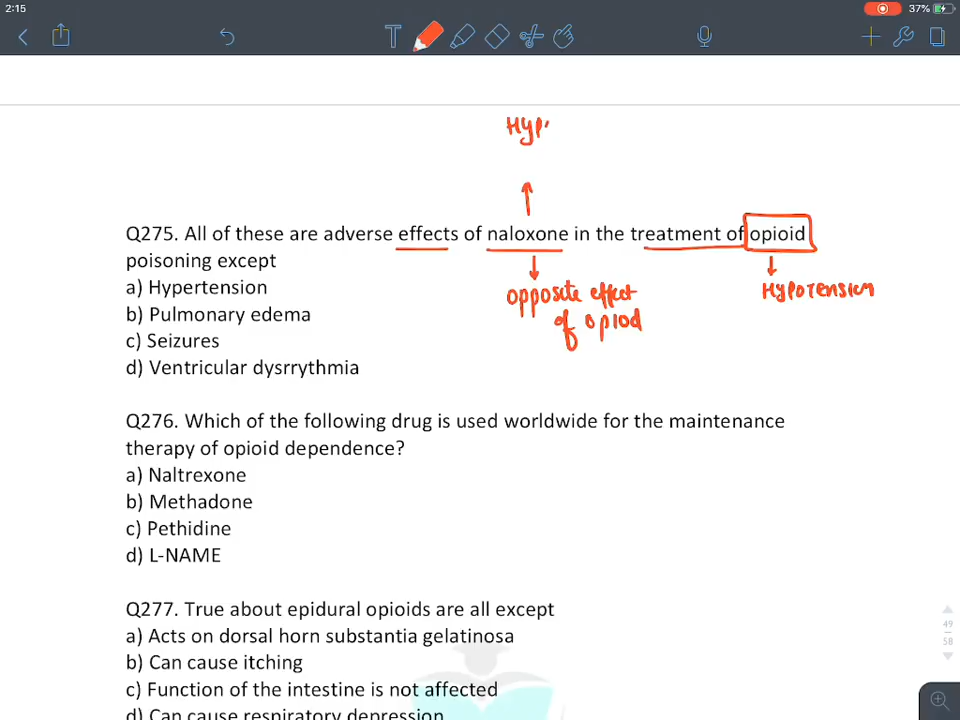 2:15
37%
T
Hyp
Q275. All of these are adverse effects of naloxone in the treatment of opioid
poisoning except
a) Hypertension
opposite effect
HYPOTENSION
b) Pulmonary edema
of opiod
c) Seizures
d) Ventricular dysrrythmia
Q276. Which of the following drug is used worldwide for the maintenance
therapy of opioid dependence?
a) Naltrexone
b) Methadone
c) Pethidine
d) L-NAME
Q277. True about epidural opioids are all except
a) Acts on dorsal horn substantia gelatinosa
b) Can cause itching
c) Function of the intestine is not affected
d) Can cause respiratory depression
49
58